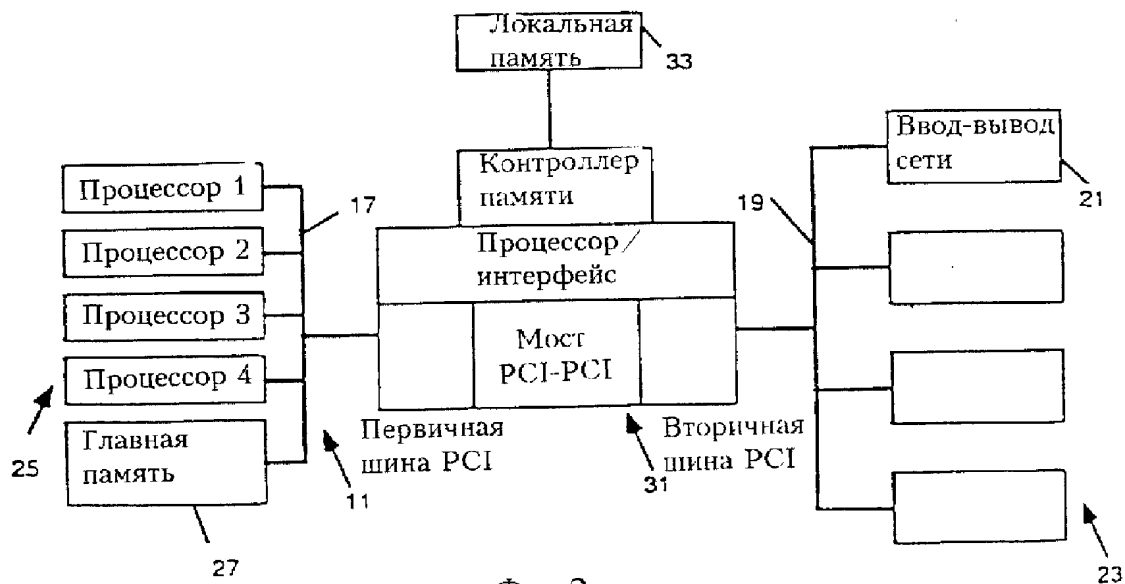 Локальная
память
33
Контроллер
памяти
Ввод-вывод
сети
21
Процессор 1
17
19
Процессор 2
Процессор/
интерфейс
Процессор 3
Мост
PCI-PCI
Процессор 4
25
Главная
память
27
11
Первичная
шина PCI
31
Вторичная
шина PCI
23